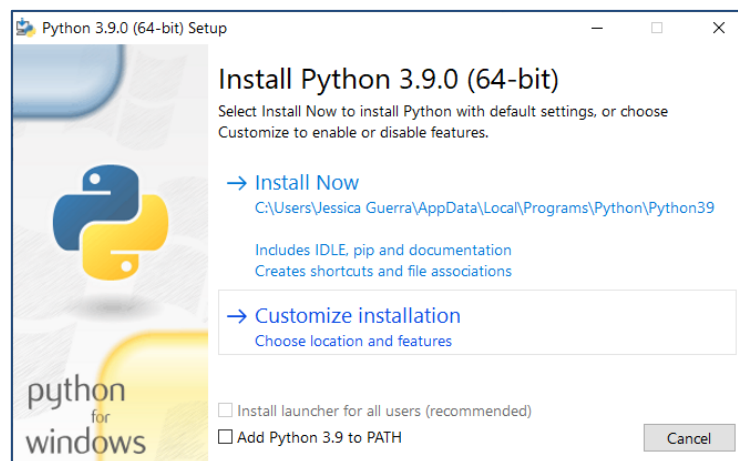 Python 3.9.0 (64-bit) Setup
Install Python 3.9.0 (64-bit)
Select Install Now to install Python with default settings, or choose
Customize to enable or disable features.
Install Now
C:\Users\Jessica Guerra\AppData\Local\Programs\Python\Python39
Includes IDLE, pip and documentation
Creates shortcuts and file associations
Customize installation
Choose location and features
python
for
windows
Install launcher for all users (recommended)
Add Python 3.9 to PATH
Cancel